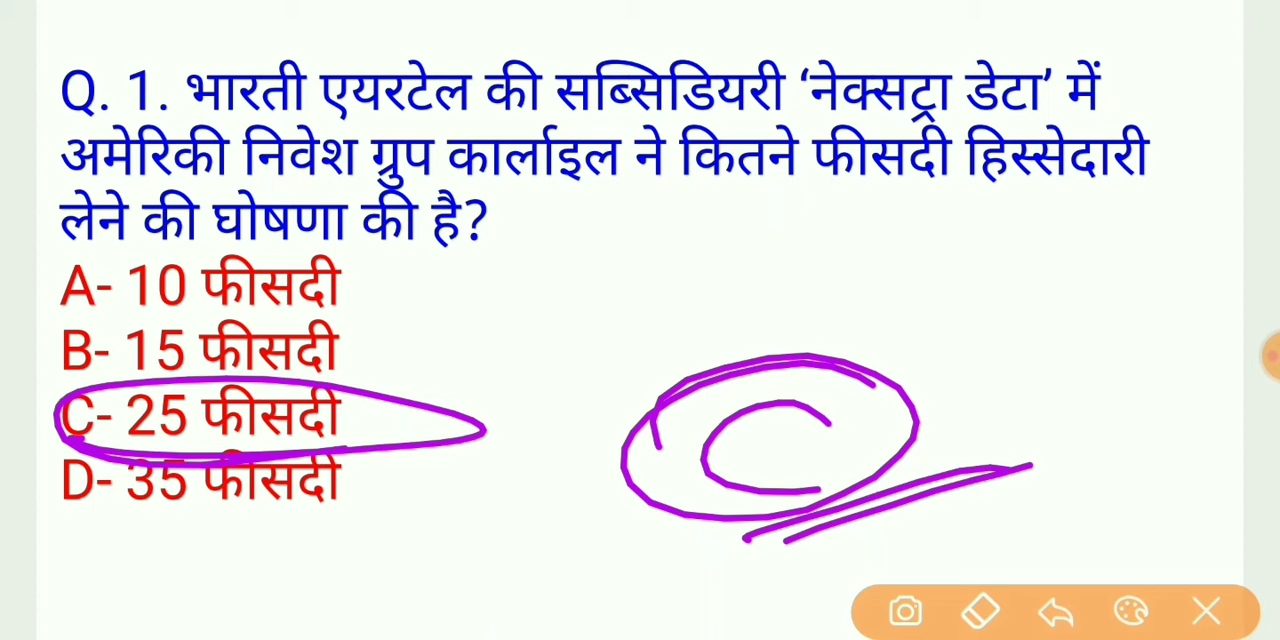 Q. 1. भारती एयरटेल की सब्सिडियरी ‘नेक्सट्रा डेटा’ में
अमेरिकी निवेश ग्रुप कार्लाइल ने कितने फीसदी हिस्सेदारी
लेने की घोषणा की है?
A- 10 फीसदी
B- 15 फीसदी
C- 25 फीसदी
D- 35 फीसदी
C